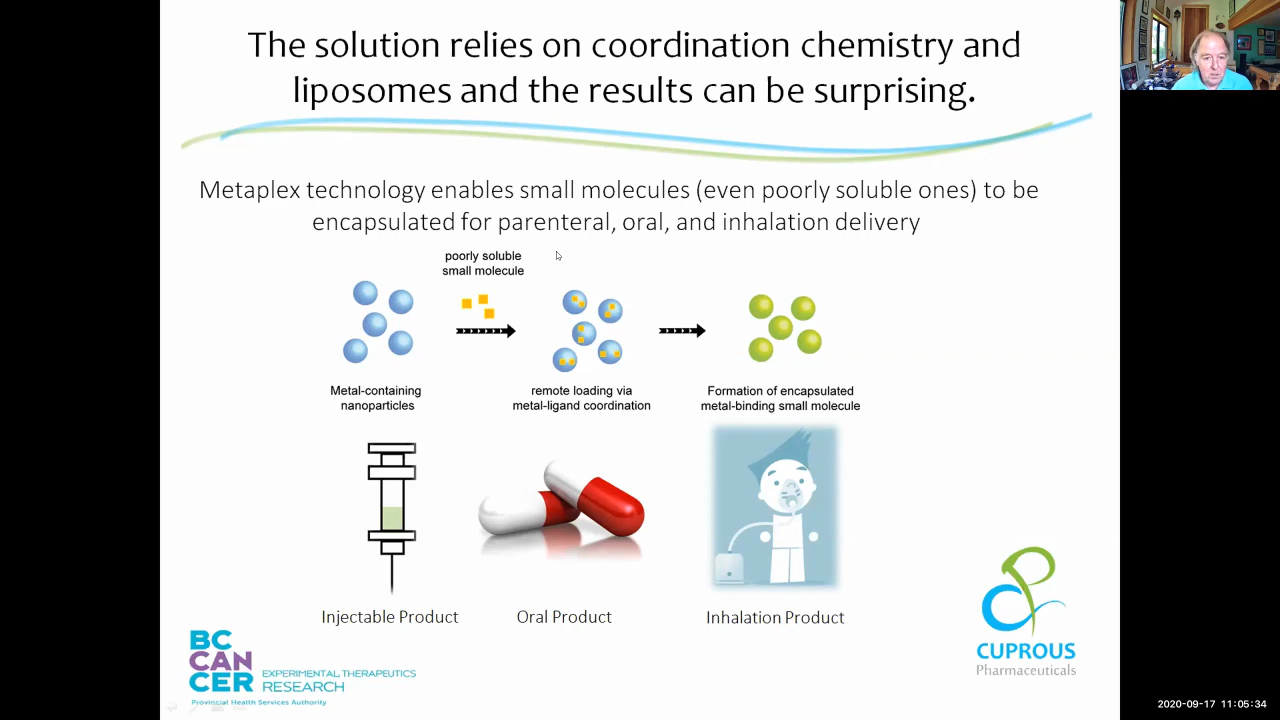 The solution relies on coordination chemistry and
liposomes and the results can be surprising.
Metaplex technology enables small molecules (even poorly soluble ones) to be
encapsulated for parenteral, oral, and inhalation delivery
poorly soluble
small molecule
Metal-containing
nanoparticles
remote loading via
metal-ligand coordination
Formation of encapsulated
metal-binding small molecule
Injectable Product
Oral Product
Inhalation Product
BC
CAN
CER
EXPERIMENTAL THERAPEUTICS
RESEARCH
Provincial Health Services Authority
CUPROUS
Pharmaceuticals
2020-09-17 11:05:34